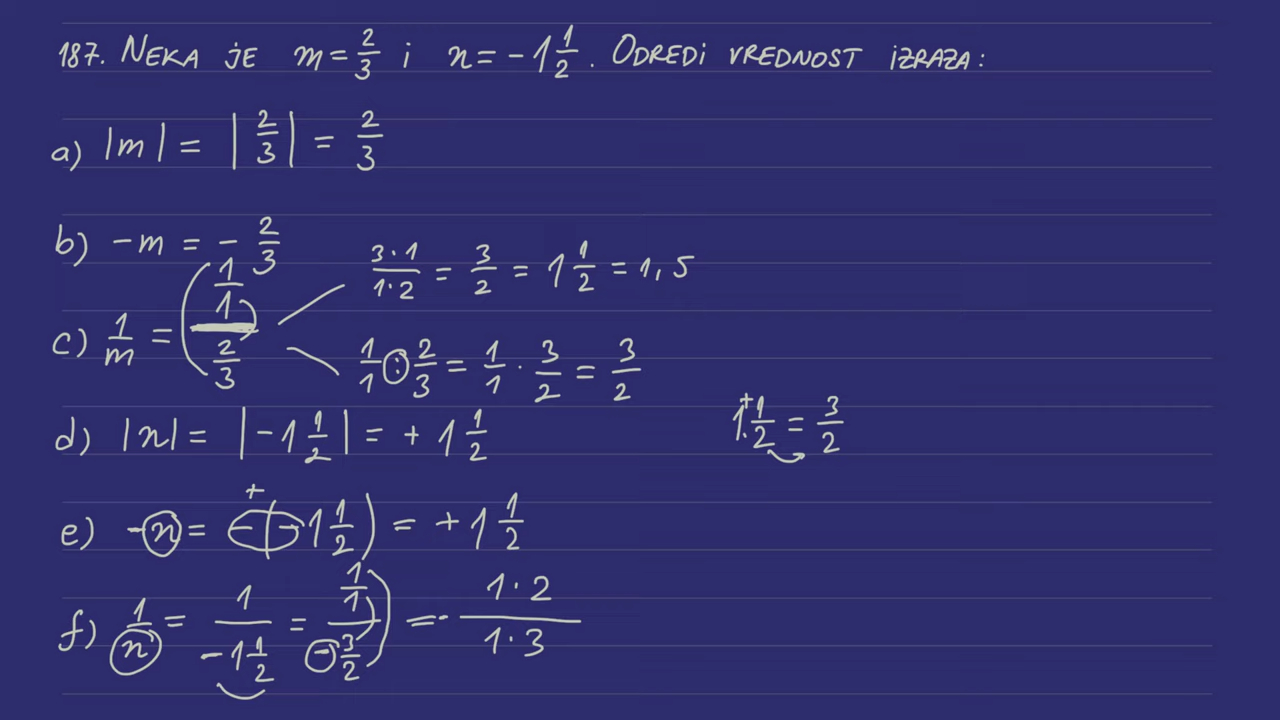 187. NEKA JE m = 2/3 i n = -1 1/2. ODREDI VREDNOST IZRAZA:
a) |m| = |2/3| = 2/3
b) -m = - 2/3
3·1/1·2 = 3/2 = 1 1/2 = 1,5
c) 1/m = (1/1)/(2/3)
1/1 : 2/3 = 1/1 · 3/2 = 3/2
d) |n| = |-1 1/2| = + 1 1/2
1 1/2 = 3/2
e) -n = -(-1 1/2) = + 1 1/2
f) 1/n = 1/(-1 1/2) = (1/1)/(-3/2) = - 1·2/1·3